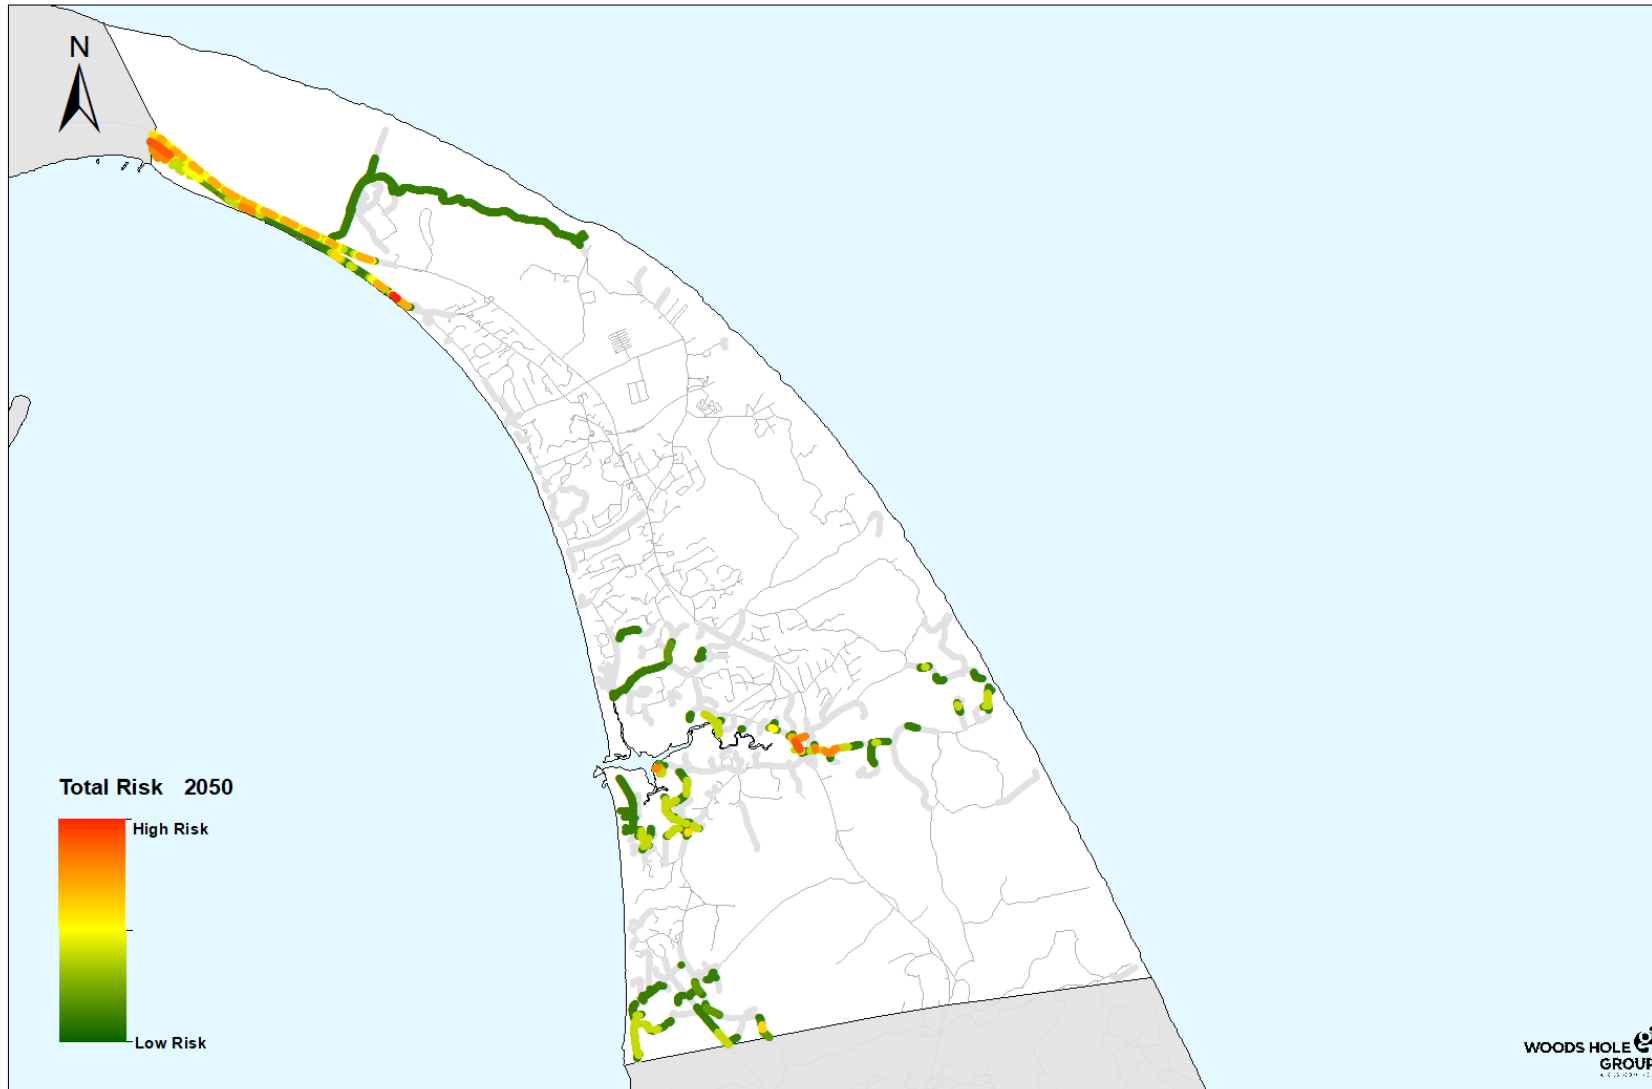 N
Total Risk 2050
High Risk
Low Risk
WOODS HOLE
GROUP